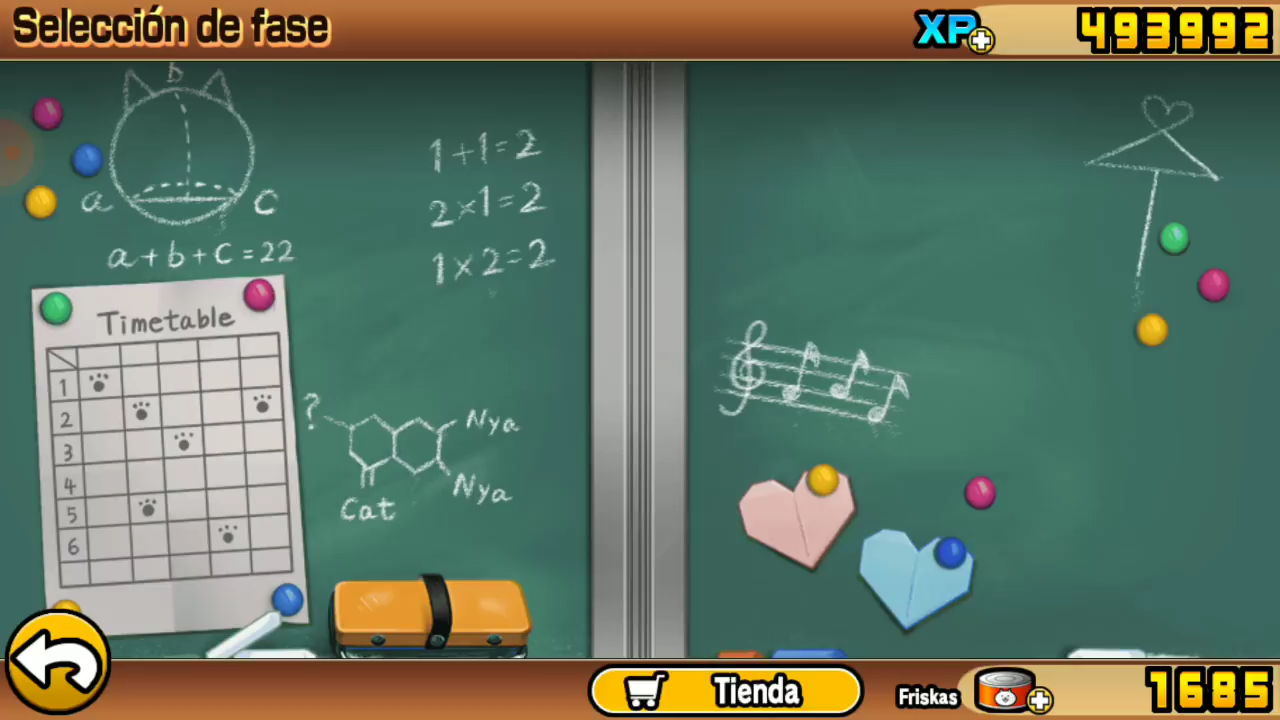 Selección de fase
XP
493992
b
a
c
a+b+c=22
1+1=2
2×1=2
1×2=2
Timetable
1
2
3
4
5
6
?
Nya
Nya
Cat
Tienda
Friskas
1685